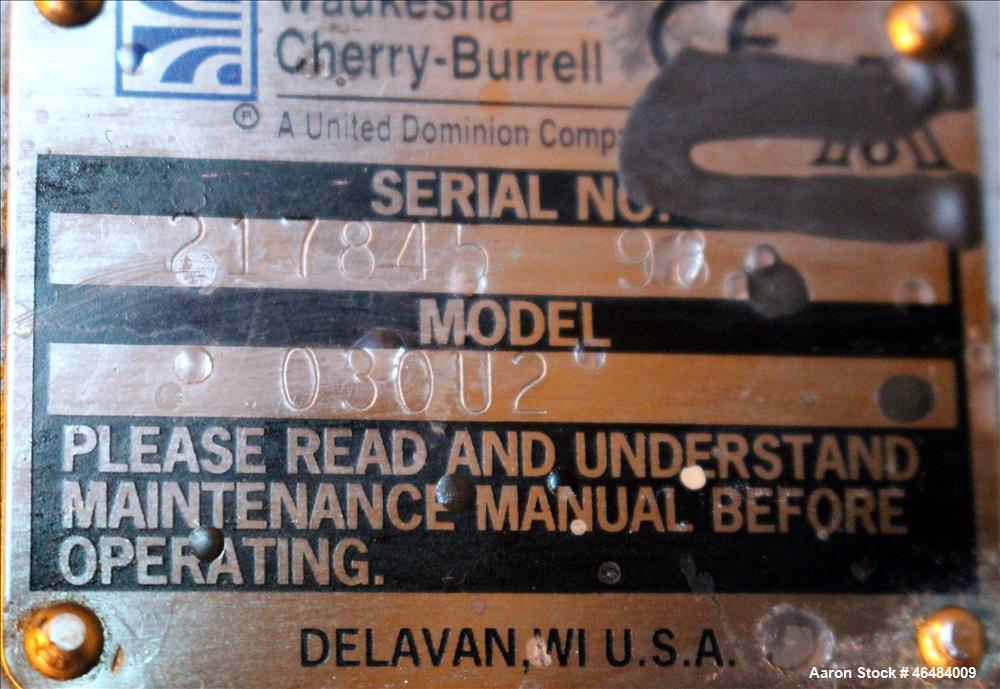 Waukesha
Cherry-Burrell
CE
®
A United Dominion Comp
SERIAL NO.
217845 98
MODEL
030U2
PLEASE READ AND UNDERSTAND
MAINTENANCE MANUAL BEFORE
OPERATING.
DELAVAN, WI U.S.A.
Aaron Stock # 46484009